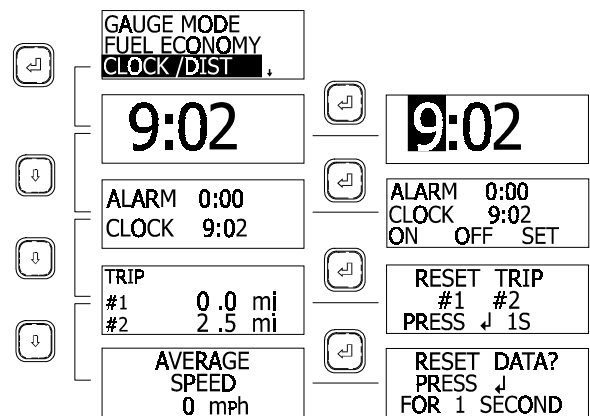 GAUGE MODE
FUEL ECONOMY
CLOCK /DIST ↓
9:02
9:02
ALARM 0:00
CLOCK 9:02
ALARM 0:00
CLOCK 9:02
ON OFF SET
TRIP
#1 0.0 mi
#2 2.5 mi
RESET TRIP
#1 #2
PRESS ↲ 1S
AVERAGE
SPEED
0 mph
RESET DATA?
PRESS ↲
FOR 1 SECOND